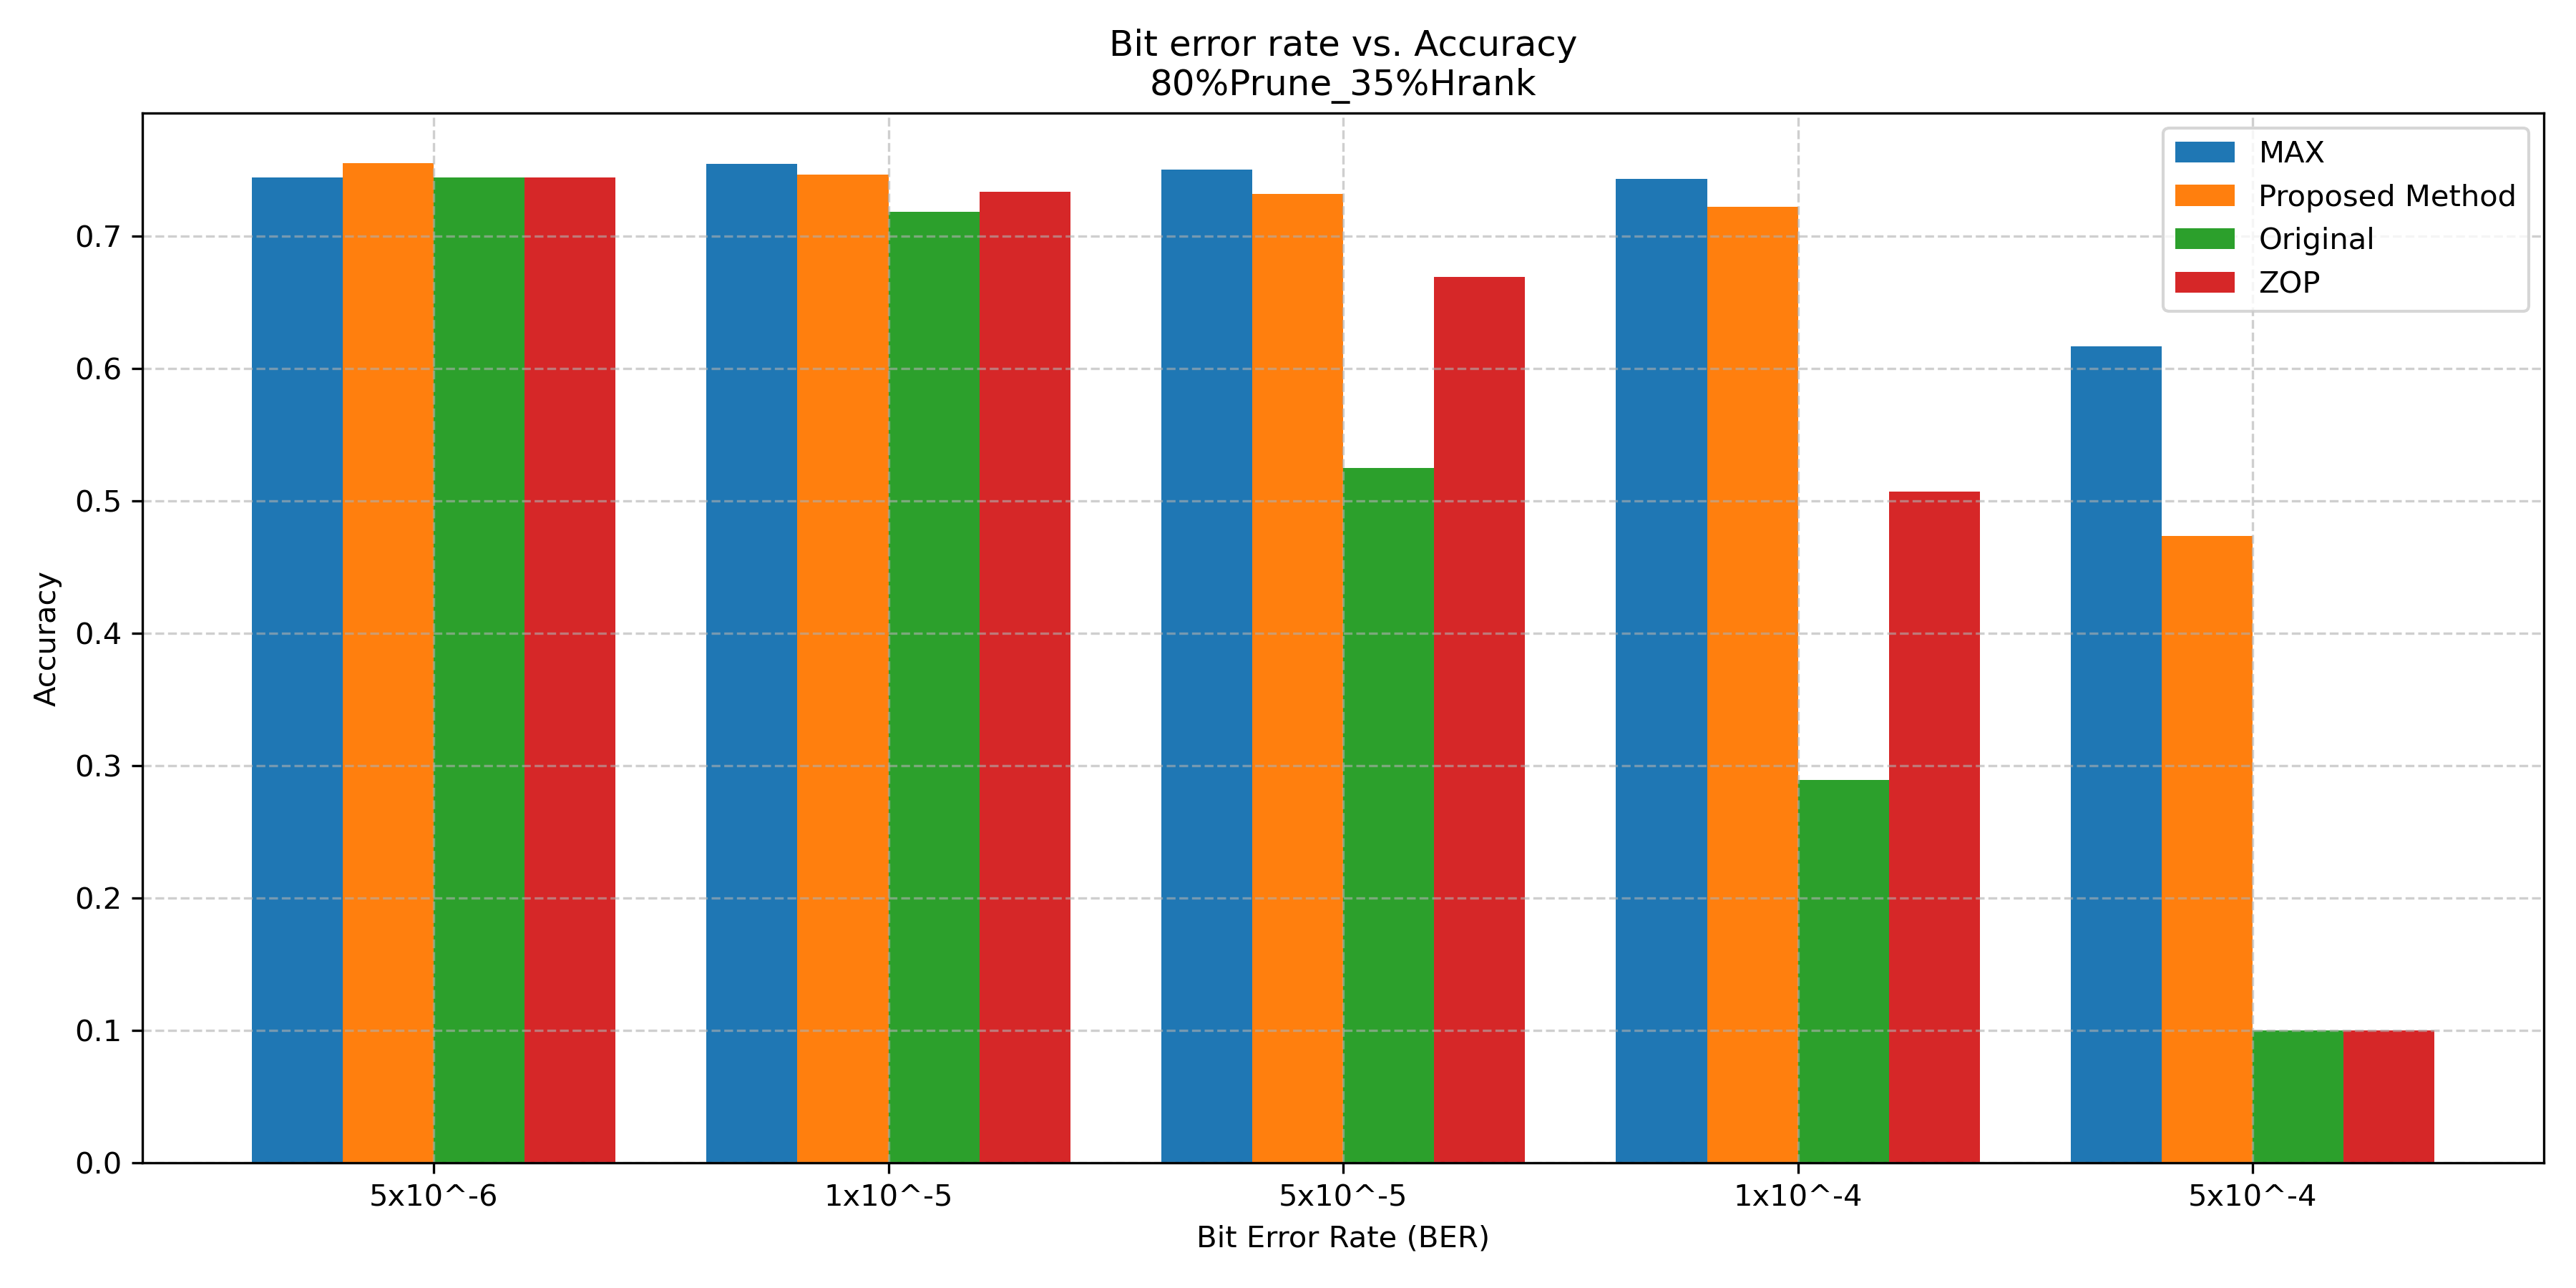 Bit error rate vs. Accuracy
80%Prune_35%Hrank
MAX
Proposed Method
Original
ZOP
Accuracy
0.7
0.6
0.5
0.4
0.3
0.2
0.1
0.0
5x10^-6
1x10^-5
5x10^-5
1x10^-4
5x10^-4
Bit Error Rate (BER)